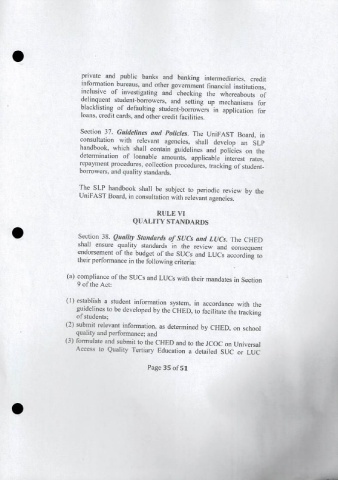 private and public banks and banking intermediaries, credit
information bureaus, and other government financial institutions,
inclusive of investigating and checking the whereabouts of
delinquent student-borrowers, and setting up mechanisms for
blacklisting of defaulting student-borrowers in application for
loans, credit cards, and other credit facilities.
Section 37. Guidelines and Policies. The UniFAST Board, in
consultation with relevant agencies, shall develop an SLP
handbook, which shall contain guidelines and policies on the
determination of loanable amounts, applicable interest rates,
repayment procedures, collection procedures, tracking of student-
borrowers, and quality standards.
The SLP handbook shall be subject to periodic review by the
UniFAST Board, in consultation with relevant agencies.
RULE VI
QUALITY STANDARDS
Section 38. Quality Standards of SUCs and LUCs. The CHED
shall ensure quality standards in the review and consequent
endorsement of the budget of the SUCs and LUCs according to
their performance in the following criteria:
(a) compliance of the SUCs and LUCs with their mandates in Section
9 of the Act:
(1) establish a student information system, in accordance with the
guidelines to be developed by the CHED, to facilitate the tracking
of students;
(2) submit relevant information, as determined by CHED, on school
quality and performance; and
(3) formulate and submit to the CHED and to the JCOC on Universal
Access to Quality Tertiary Education a detailed SUC or LUC
Page 35 of 51